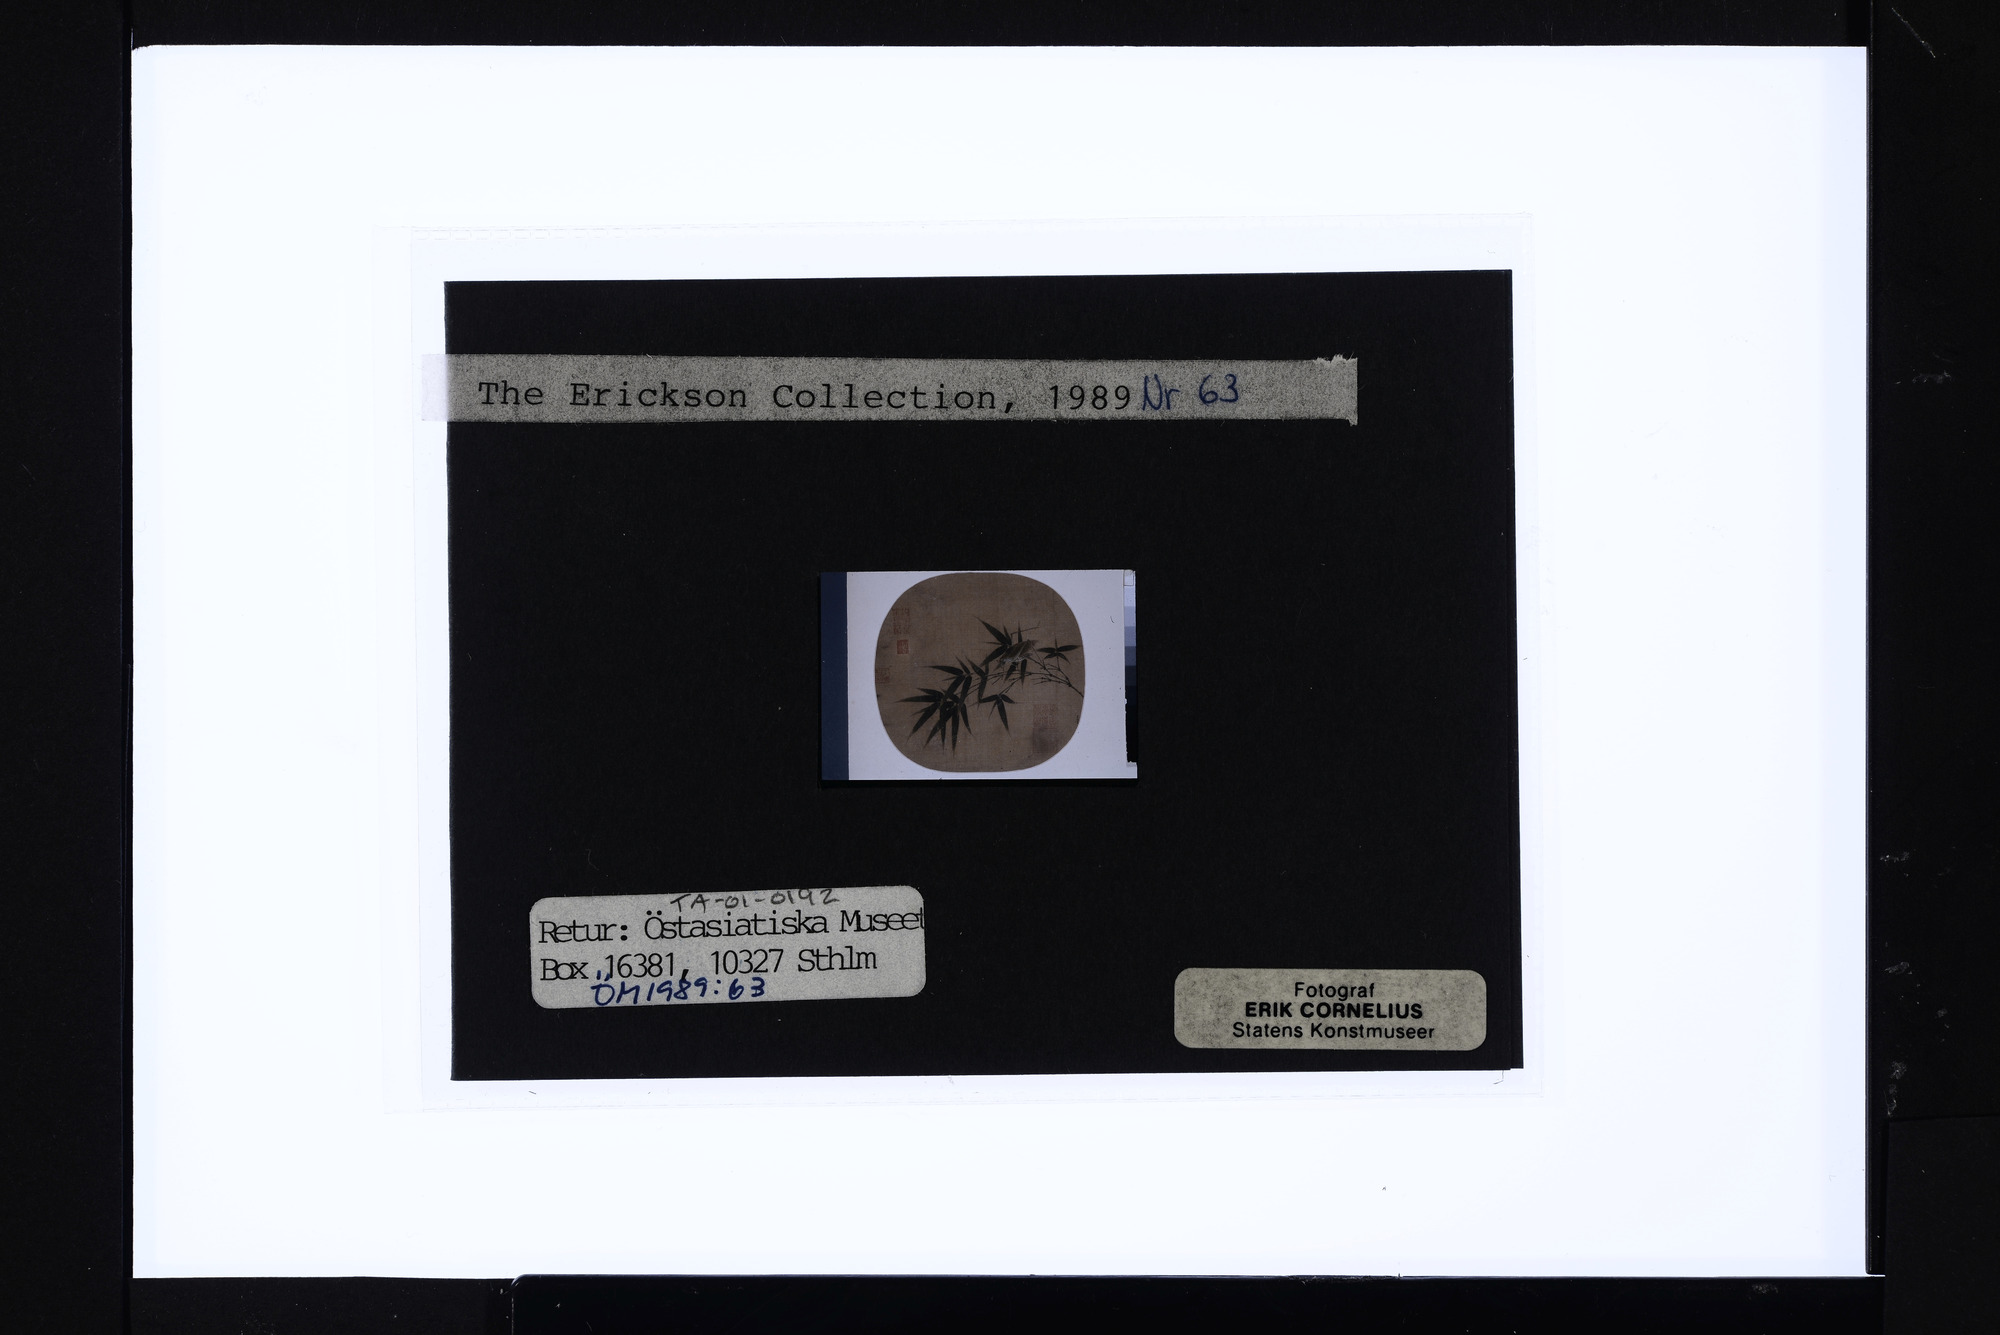 The Erickson Collection, 1989 Nr 63
TA-01-0192
Retur: Östasiatiska Museet
Box 16381, 10327 Sthlm
ÖM1989:63
Fotograf
ERIK CORNELIUS
Statens Konstmuseer